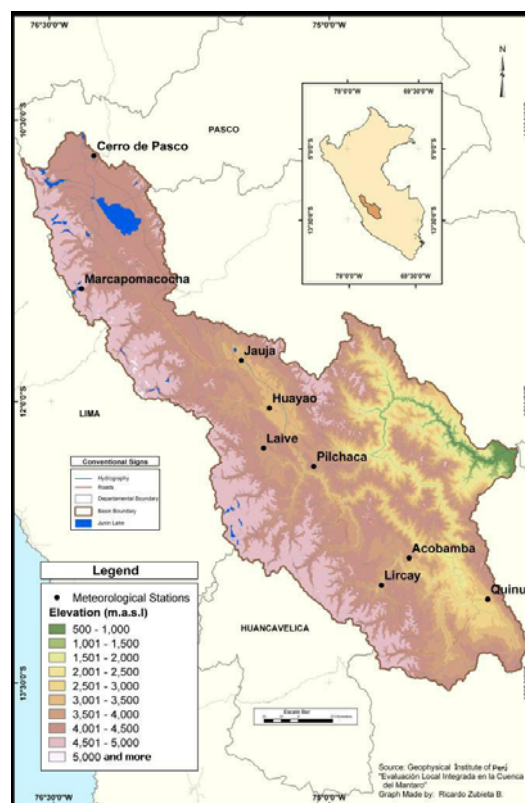 76°30'0"W
75°0'0"W
N
10°30'0"S
PASCO
Cerro de Pasco
Marcapomacocha
Jauja
Huayao
12°0'0"S
LIMA
Laive
Pilchaca
Conventional Signs
Hydrography
Roads
Departmental Boundary
Basin Boundary
Junin Lake
Acobamba
Lircay
Quinu
Legend
Meteorological Stations
Elevation (m.a.s.l)
500 - 1,000
1,001 - 1,500
1,501 - 2,000
2,001 - 2,500
2,501 - 3,000
3,001 - 3,500
3,501 - 4,000
4,001 - 4,500
4,501 - 5,000
5,000 and more
HUANCAVELICA
13°30'0"S
Source: Geophysical Institute of Perú
"Evaluación Local Integrada en la Cuenca
del Mantaro"
Graph Made by: Ricardo Zubieta B.
76°30'0"W
75°0'0"W